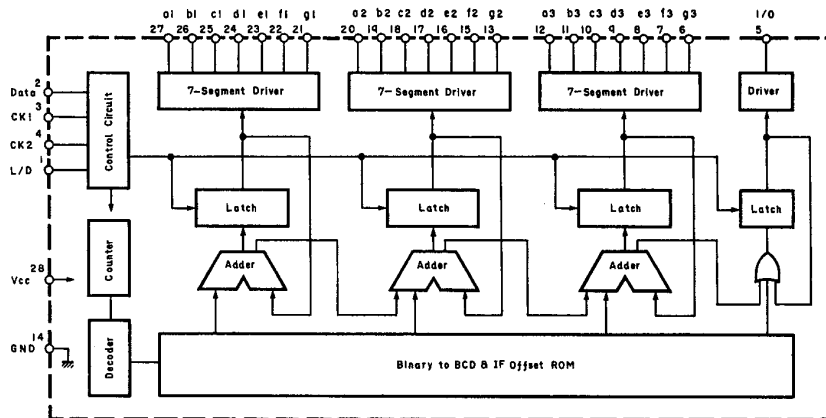 a1 b1 c1 d1 e1 f1 g1 a2 b2 c2 d2 e2 f2 g2 a3 b3 c3 d3 e3 f3 g3 I/O
27 26 25 24 23 22 21 20 19 18 17 16 15 13 12 11 10 9 8 7 6 5
7-Segment Driver 7-Segment Driver 7-Segment Driver Driver
Data 2
CK1 3
CK2 4
L/D 1
Control Circuit
Latch Latch Latch Latch
Counter
Adder Adder Adder
Vcc 28
GND 14
Decoder
Binary to BCD & IF Offset ROM